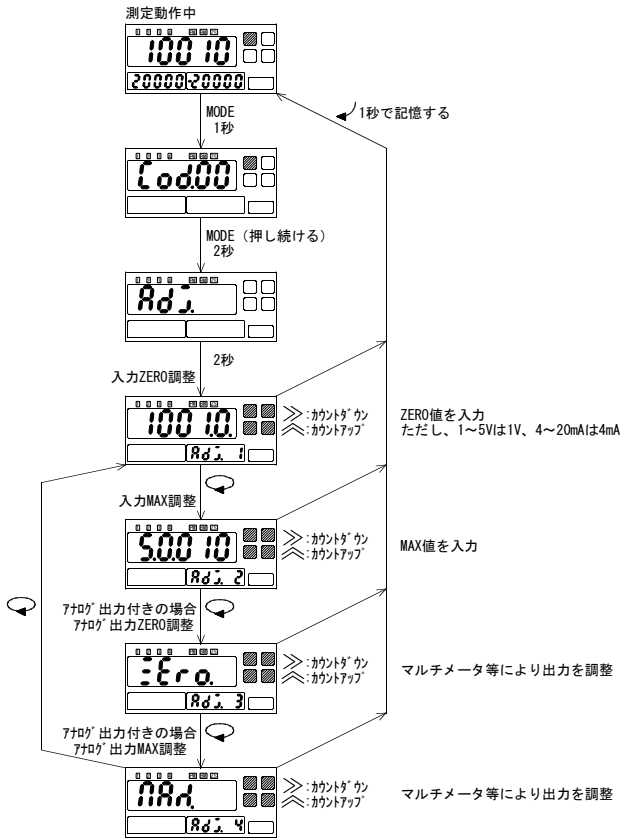 測定動作中
10010
20000-20000
MODE
1秒
1秒で記憶する
Cod.00
MODE（押し続ける）
2秒
Adj.
2秒
入力ZERO調整
1001.0.
≫:ｶｳﾝﾄﾀﾞｳﾝ
:ｶｳﾝﾄｱｯﾌﾟ
ZERO値を入力
ただし、1～5Vは1V、4～20mAは4mA
Adj. 1
入力MAX調整
5.0.0 10
≫:ｶｳﾝﾄﾀﾞｳﾝ
:ｶｳﾝﾄｱｯﾌﾟ
MAX値を入力
Adj. 2
ｱﾅﾛｸﾞ出力付きの場合
ｱﾅﾛｸﾞ出力ZERO調整
ZEro.
≫:ｶｳﾝﾄﾀﾞｳﾝ
:ｶｳﾝﾄｱｯﾌﾟ
マルチメータ等により出力を調整
Adj. 3
ｱﾅﾛｸﾞ出力付きの場合
ｱﾅﾛｸﾞ出力MAX調整
MAX.
≫:ｶｳﾝﾄﾀﾞｳﾝ
:ｶｳﾝﾄｱｯﾌﾟ
マルチメータ等により出力を調整
Adj. 4